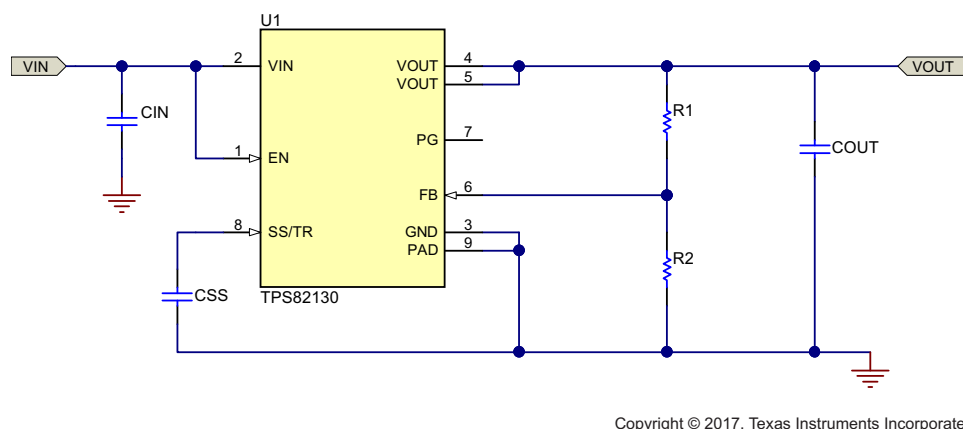 U1
VIN
2
VIN
VOUT
4
VOUT
VOUT
5
CIN
R1
PG
7
COUT
1
EN
FB
6
8
SS/TR
GND
3
PAD
9
R2
CSS
TPS82130
Copyright © 2017, Texas Instruments Incorporate